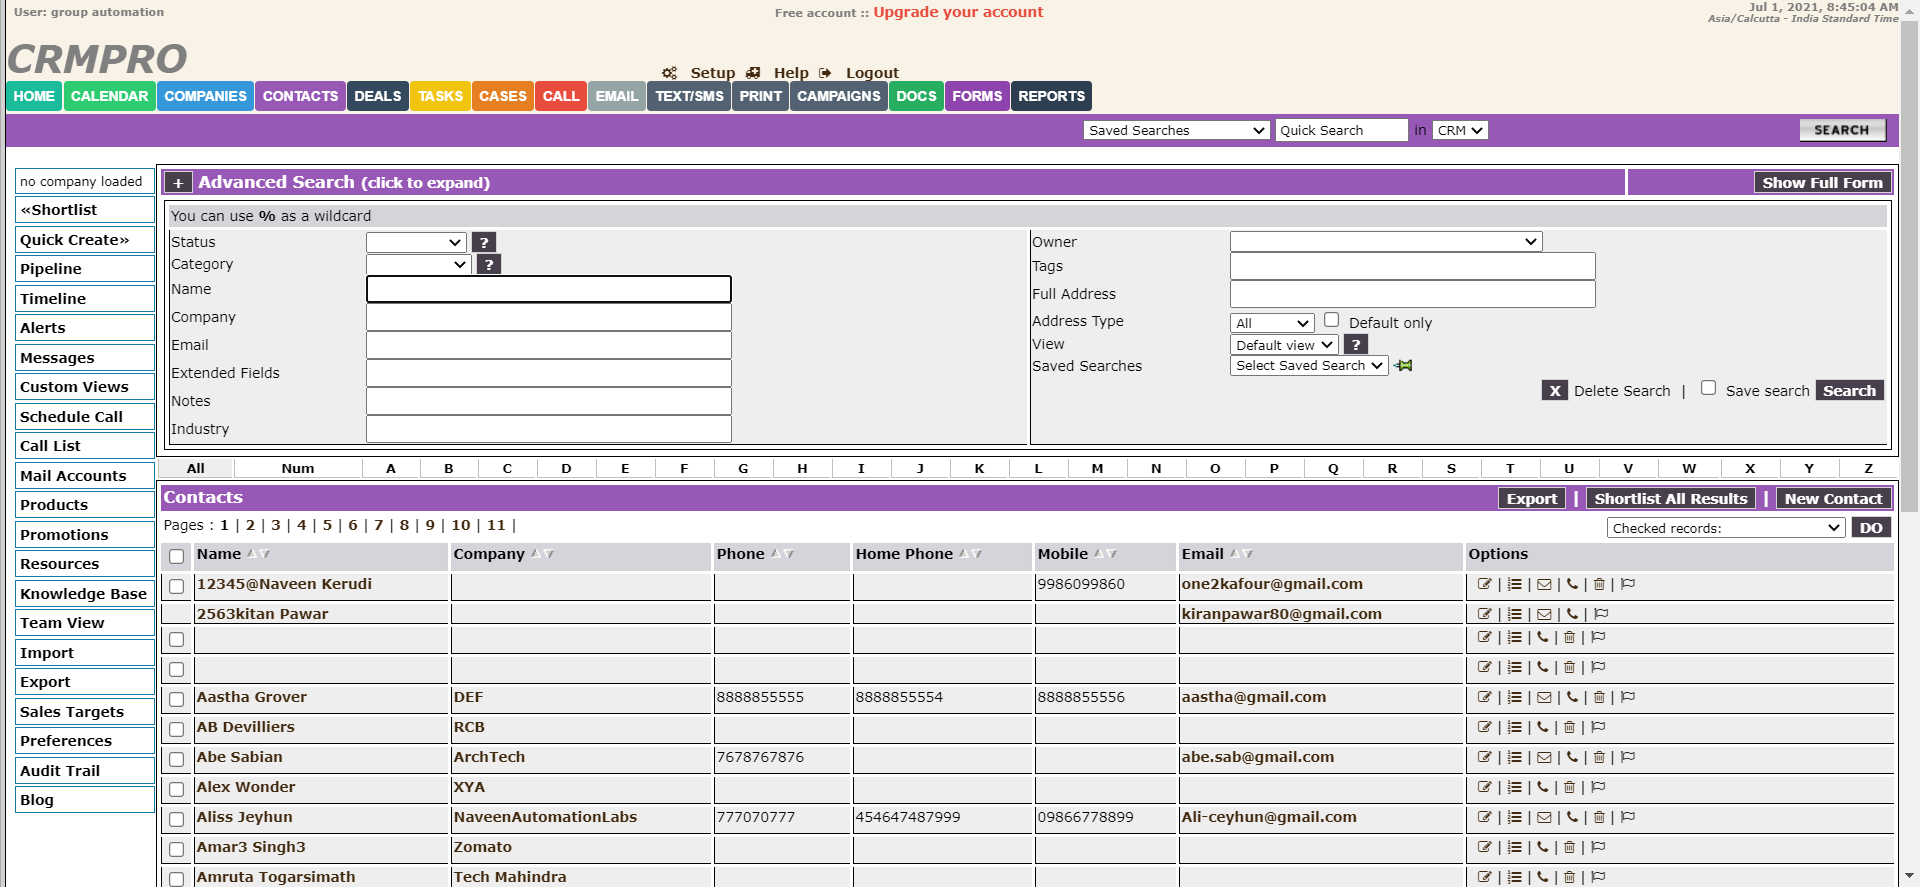 User: group automation
Free account :: Upgrade your account
Jul 1, 2021, 8:45:04 AM
Asia/Calcutta - India Standard Time
CRMPRO
Setup Help Logout
HOME CALENDAR COMPANIES CONTACTS DEALS TASKS CASES CALL EMAIL TEXT/SMS PRINT CAMPAIGNS DOCS FORMS REPORTS
Saved Searches Quick Search in CRM SEARCH
no company loaded
«Shortlist
Quick Create»
Pipeline
Timeline
Alerts
Messages
Custom Views
Schedule Call
Call List
Mail Accounts
Products
Promotions
Resources
Knowledge Base
Team View
Import
Export
Sales Targets
Preferences
Audit Trail
Blog
+ Advanced Search (click to expand) Show Full Form
You can use % as a wildcard
Status ?
Category ?
Name
Company
Email
Extended Fields
Notes
Industry
Owner
Tags
Full Address
Address Type All Default only
View Default view ?
Saved Searches Select Saved Search
X Delete Search | Save search Search
All Num A B C D E F G H I J K L M N O P Q R S T U V W X Y Z
Contacts Export | Shortlist All Results | New Contact
Pages : 1 | 2 | 3 | 4 | 5 | 6 | 7 | 8 | 9 | 10 | 11 |
Checked records: DO
Name Company Phone Home Phone Mobile Email Options
12345@Naveen Kerudi 9986099860 one2kafour@gmail.com | | | | |
2563kitan Pawar kiranpawar80@gmail.com | | | |
| | | |
| | | |
Aastha Grover DEF 8888855555 8888855554 8888855556 aastha@gmail.com | | | | |
AB Devilliers RCB | | | |
Abe Sabian ArchTech 7678767876 abe.sab@gmail.com | | | | |
Alex Wonder XYA | | | |
Aliss Jeyhun NaveenAutomationLabs 777070777 454647487999 09866778899 Ali-ceyhun@gmail.com | | | | |
Amar3 Singh3 Zomato | | | |
Amruta Togarsimath Tech Mahindra | | | |